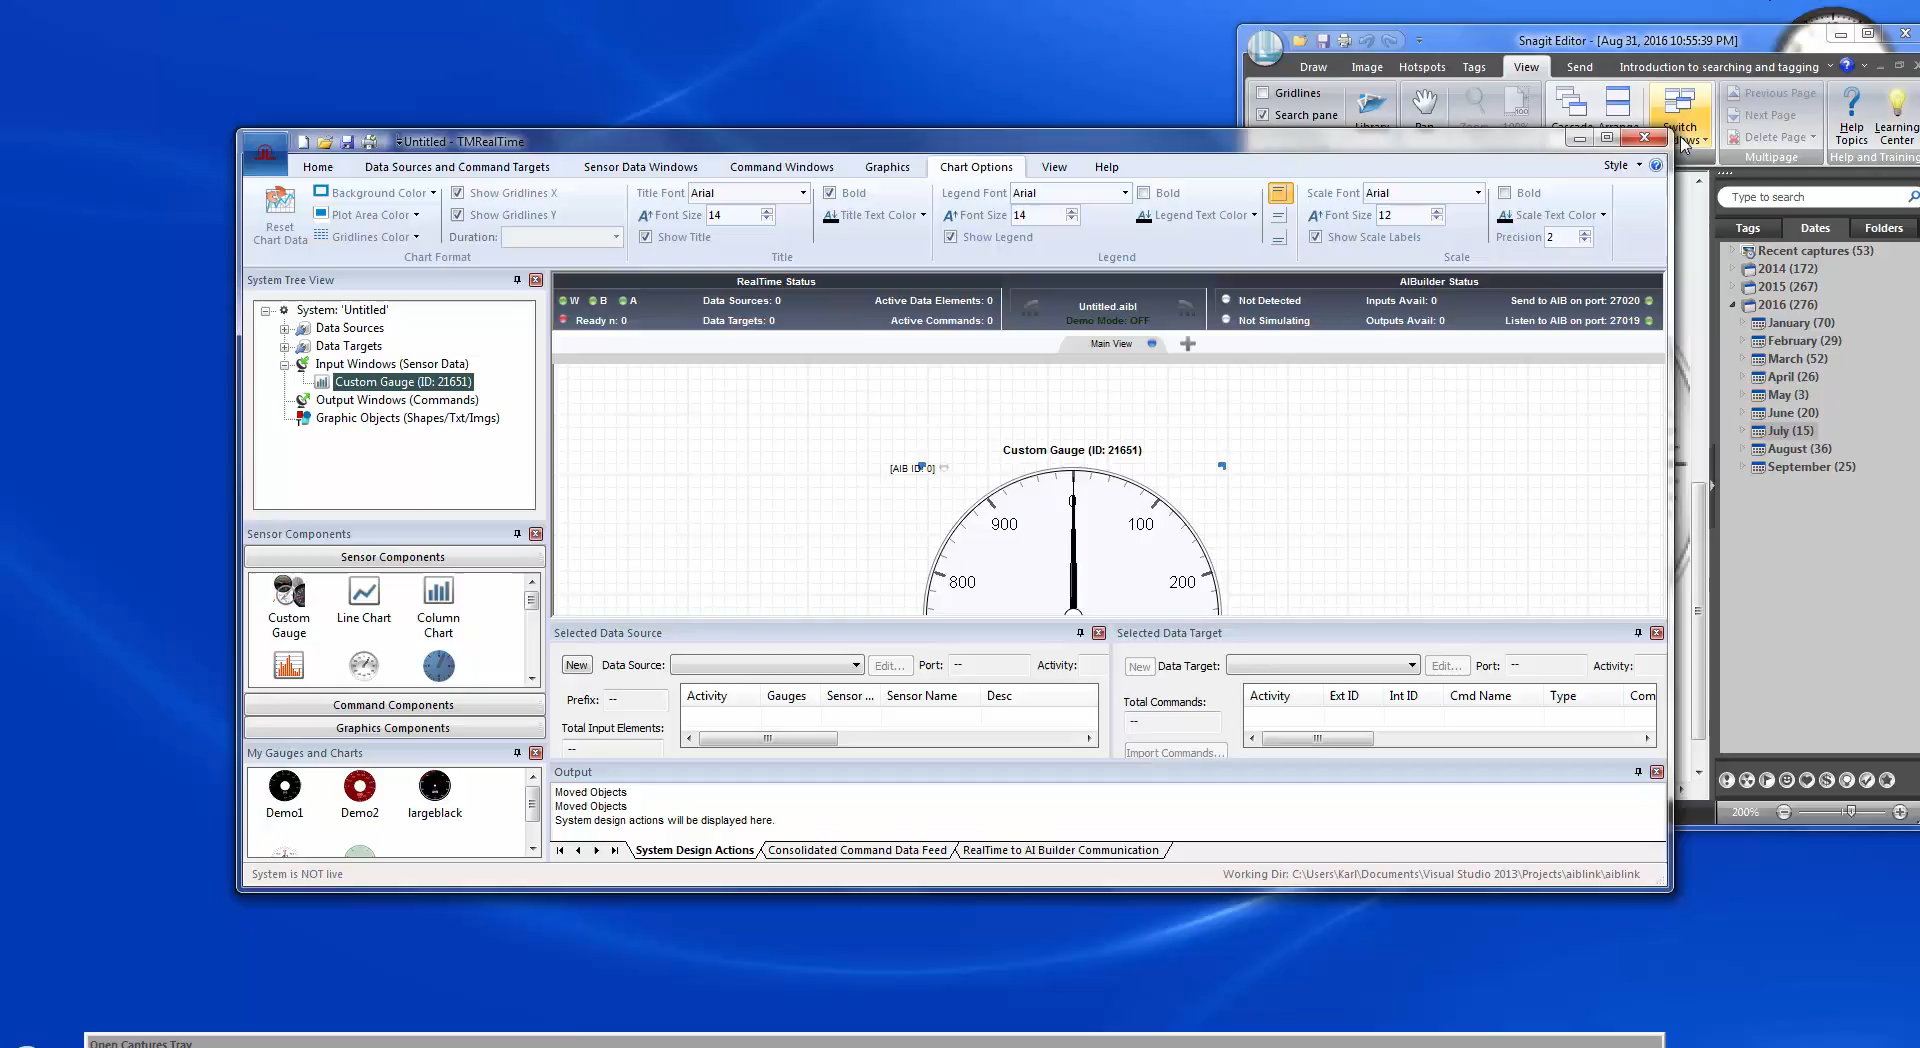 Snagit Editor - [Aug 31, 2016 10:55:39 PM]
Draw Image Hotspots Tags View Send Introduction to searching and tagging
Gridlines
Search pane
Switch
Previous Page
Next Page
Delete Page
Multipage
Help Topics
Learning Center
Help and Training
Untitled - TMRealTime
Home Data Sources and Command Targets Sensor Data Windows Command Windows Graphics Chart Options View Help Style
Reset Chart Data
Background Color
Plot Area Color
Gridlines Color
Show Gridlines X
Show Gridlines Y
Duration:
Chart Format
Title Font Arial Bold
Font Size 14 Title Text Color
Show Title
Title
Legend Font Arial Bold
Font Size 14 Legend Text Color
Show Legend
Legend
Scale Font Arial Bold
Font Size 12 Scale Text Color
Show Scale Labels Precision 2
Scale
System Tree View
System: 'Untitled'
Data Sources
Data Targets
Input Windows (Sensor Data)
Custom Gauge (ID: 21651)
Output Windows (Commands)
Graphic Objects (Shapes/Txt/Imgs)
RealTime Status
W B A Data Sources: 0 Active Data Elements: 0
Ready n: 0 Data Targets: 0 Active Commands: 0
Untitled.aibl
Demo Mode: OFF
AIBuilder Status
Not Detected Inputs Avail: 0 Send to AIB on port: 27020
Not Simulating Outputs Avail: 0 Listen to AIB on port: 27019
Main View
Custom Gauge (ID: 21651)
[AIB ID: 0]
0
900 100
800 200
Sensor Components
Sensor Components
Custom Gauge
Line Chart
Column Chart
Command Components
Graphics Components
My Gauges and Charts
Demo1 Demo2 largeblack
Selected Data Source
New Data Source: Edit... Port: -- Activity:
Prefix: --
Activity Gauges Sensor ... Sensor Name Desc
Total Input Elements:
--
Selected Data Target
New Data Target: Edit... Port: -- Activity:
Total Commands:
--
Activity Ext ID Int ID Cmd Name Type Com
Import Commands...
Output
Moved Objects
Moved Objects
System design actions will be displayed here.
System Design Actions Consolidated Command Data Feed RealTime to AI Builder Communication
System is NOT live
Working Dir: C:\Users\Karl\Documents\Visual Studio 2013\Projects\aiblink\aiblink
Type to search
Tags Dates Folders
Recent captures (53)
2014 (172)
2015 (267)
2016 (276)
January (70)
February (29)
March (52)
April (26)
May (3)
June (20)
July (15)
August (36)
September (25)
200%
Open Captures Tray